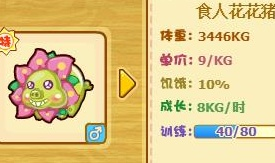 食人花花猪
体重: 3446KG
单价: 9/KG
饥饿: 10%
成长: 8KG/时
训练: 40/80